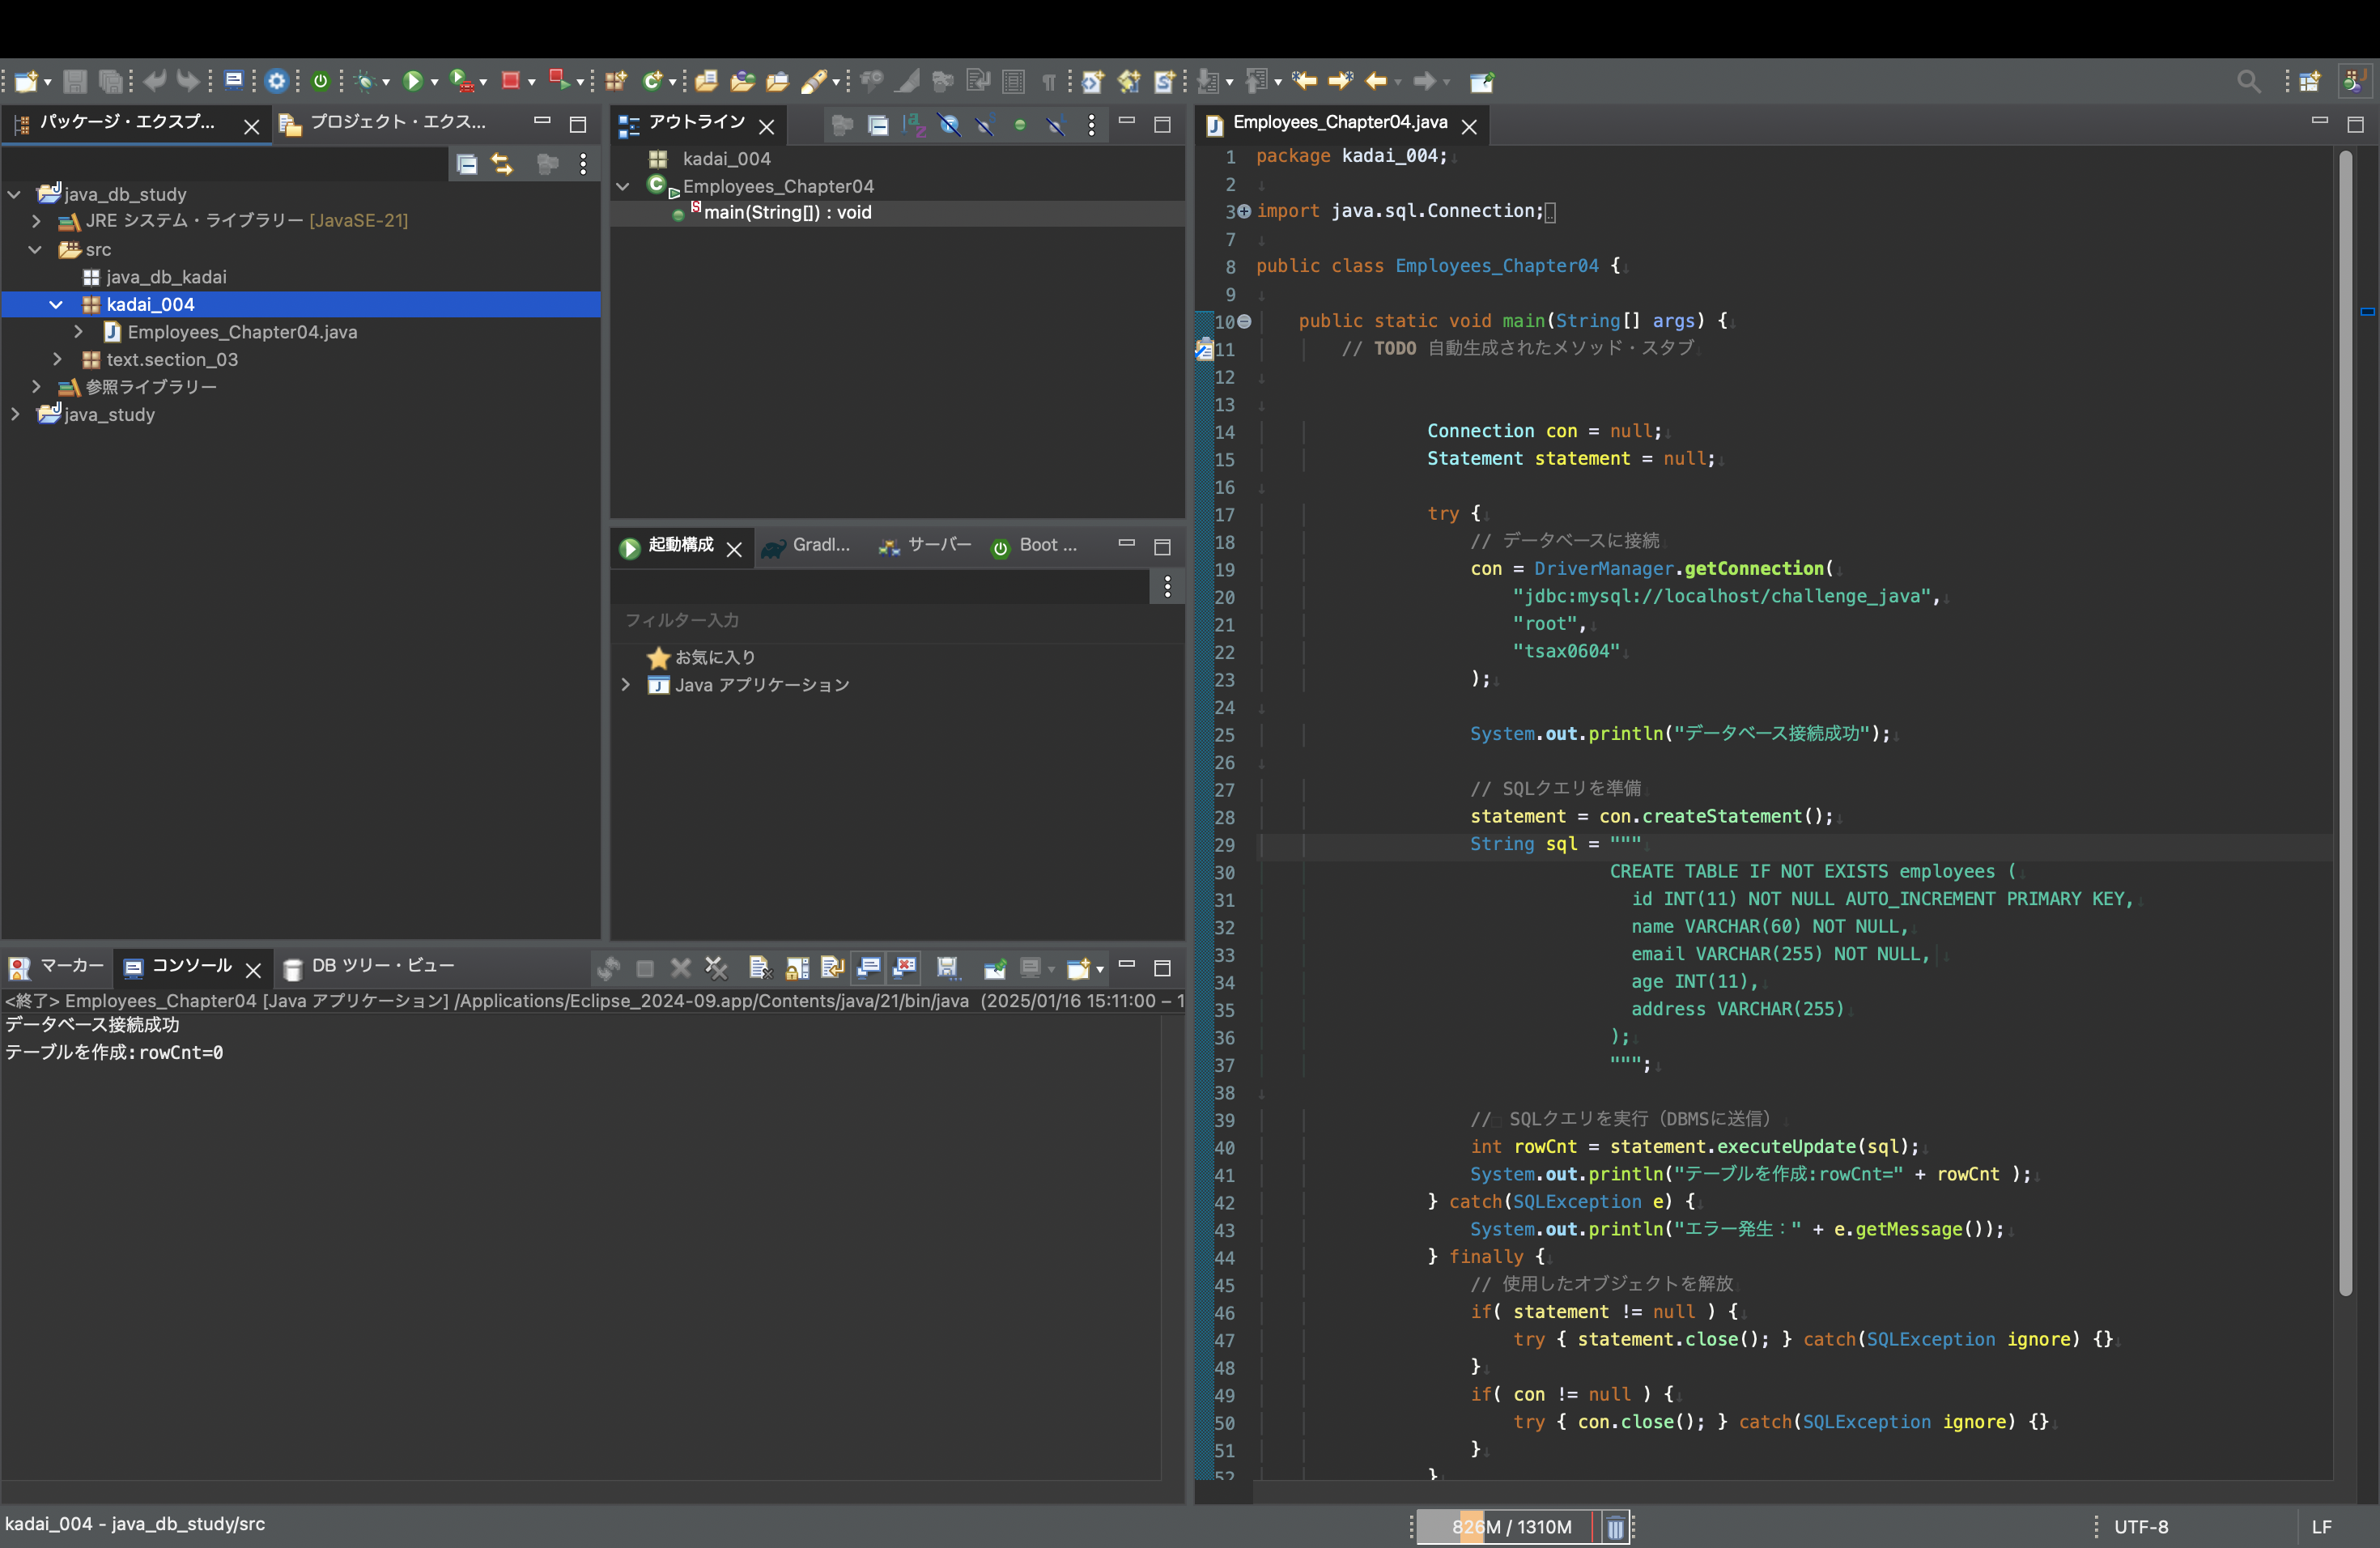 パッケージ・エクスプ...
プロジェクト・エクス...
java_db_study
JRE システム・ライブラリー [JavaSE-21]
src
java_db_kadai
kadai_004
Employees_Chapter04.java
text.section_03
参照ライブラリー
java_study
アウトライン
kadai_004
Employees_Chapter04
main(String[]) : void
起動構成
Gradl...
サーバー
Boot ...
フィルター入力
お気に入り
Java アプリケーション
マーカー
コンソール
DB ツリー・ビュー
<終了> Employees_Chapter04 [Java アプリケーション] /Applications/Eclipse_2024-09.app/Contents/java/21/bin/java  (2025/01/16 15:11:00 – 1
データベース接続成功
テーブルを作成:rowCnt=0
Employees_Chapter04.java
1 package kadai_004;
2
3 import java.sql.Connection;
7
8 public class Employees_Chapter04 {
9
10     public static void main(String[] args) {
11         // TODO 自動生成されたメソッド・スタブ
12
13
14                 Connection con = null;
15                 Statement statement = null;
16
17                 try {
18                     // データベースに接続
19                     con = DriverManager.getConnection(
20                         "jdbc:mysql://localhost/challenge_java",
21                         "root",
22                         "tsax0604"
23                     );
24
25                     System.out.println("データベース接続成功");
26
27                     // SQLクエリを準備
28                     statement = con.createStatement();
29                     String sql = """
30                                  CREATE TABLE IF NOT EXISTS employees (
31                                    id INT(11) NOT NULL AUTO_INCREMENT PRIMARY KEY,
32                                    name VARCHAR(60) NOT NULL,
33                                    email VARCHAR(255) NOT NULL,
34                                    age INT(11),
35                                    address VARCHAR(255)
36                                  );
37                                  """;
38
39                     //　SQLクエリを実行（DBMSに送信）
40                     int rowCnt = statement.executeUpdate(sql);
41                     System.out.println("テーブルを作成:rowCnt=" + rowCnt );
42                 } catch(SQLException e) {
43                     System.out.println("エラー発生：" + e.getMessage());
44                 } finally {
45                     // 使用したオブジェクトを解放
46                     if( statement != null ) {
47                         try { statement.close(); } catch(SQLException ignore) {}
48                     }
49                     if( con != null ) {
50                         try { con.close(); } catch(SQLException ignore) {}
51                     }
52                 }
kadai_004 - java_db_study/src
826M / 1310M
UTF-8
LF